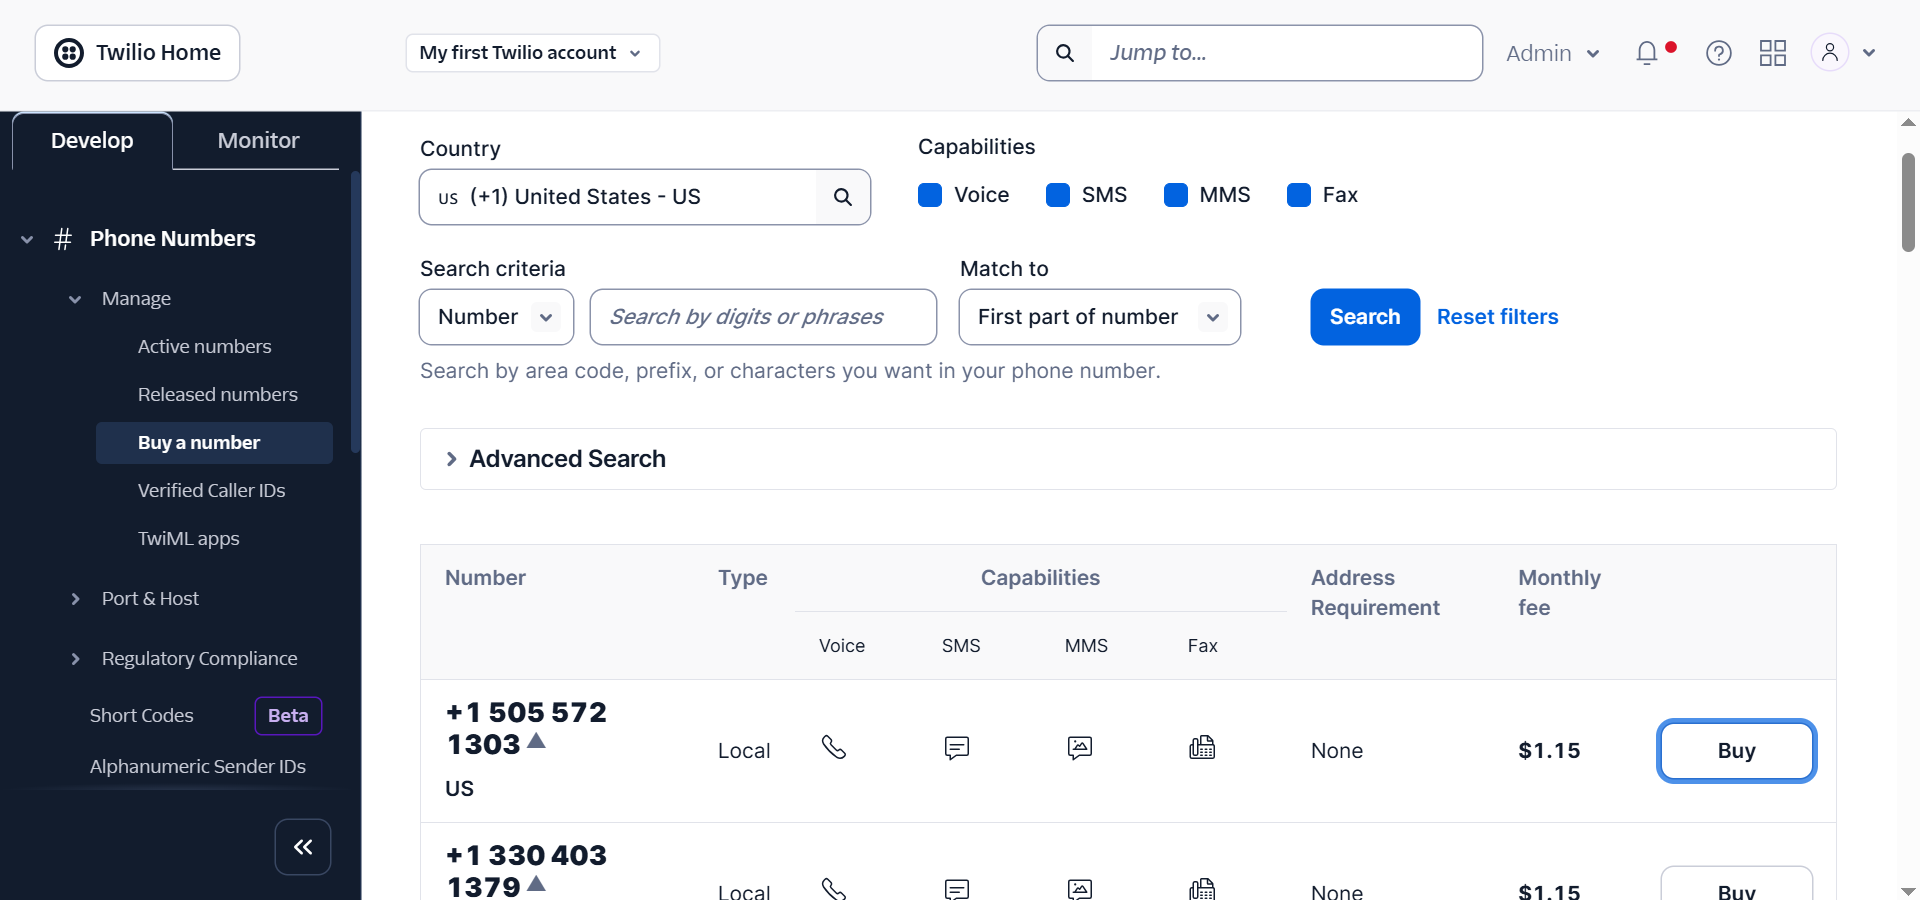 Twilio Home
My first Twilio account
Jump to...
Admin
Develop
Monitor
Phone Numbers
Manage
Active numbers
Released numbers
Buy a number
Verified Caller IDs
TwiML apps
Port & Host
Regulatory Compliance
Short Codes
Beta
Alphanumeric Sender IDs
Country
US (+1) United States - US
Capabilities
Voice
SMS
MMS
Fax
Search criteria
Match to
Number
Search by digits or phrases
First part of number
Search
Reset filters
Search by area code, prefix, or characters you want in your phone number.
Advanced Search
Number
Type
Capabilities
Address
Requirement
Monthly
fee
Voice
SMS
MMS
Fax
+1 505 572
1303
US
Local
None
$1.15
Buy
+1 330 403
1379
Local
None
$1.15
Buy